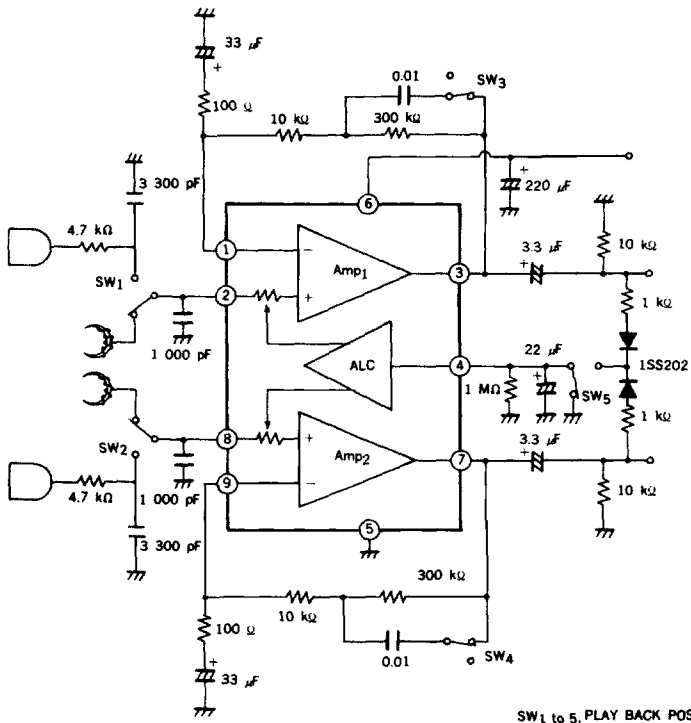 33 μF
+
100 Ω
0.01
SW3
10 kΩ
300 kΩ
3 300 pF
4.7 kΩ
SW1
1 000 pF
6
+
220 μF
1
−
Amp1
3
3.3 μF
+
10 kΩ
2
+
1 kΩ
ALC
4
22 μF
+
1 MΩ
SW5
1SS202
8
+
Amp2
7
3.3 μF
+
1 kΩ
9
−
10 kΩ
SW2
4.7 kΩ
1 000 pF
3 300 pF
5
300 kΩ
100 Ω
10 kΩ
+
33 μF
0.01
SW4
SW1 to 5, PLAY BACK POS